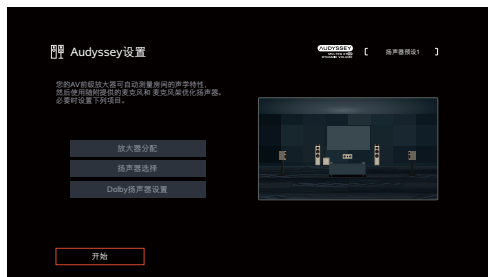 Audyssey设置
AUDYSSEY
[ 扬声器预设1 ]
您的AV前级放大器可自动测量房间的声学特性，
然后使用随附提供的麦克风和 麦克风架优化扬声器。
必要时设置下列项目。
放大器分配
扬声器选择
Dolby扬声器设置
开始